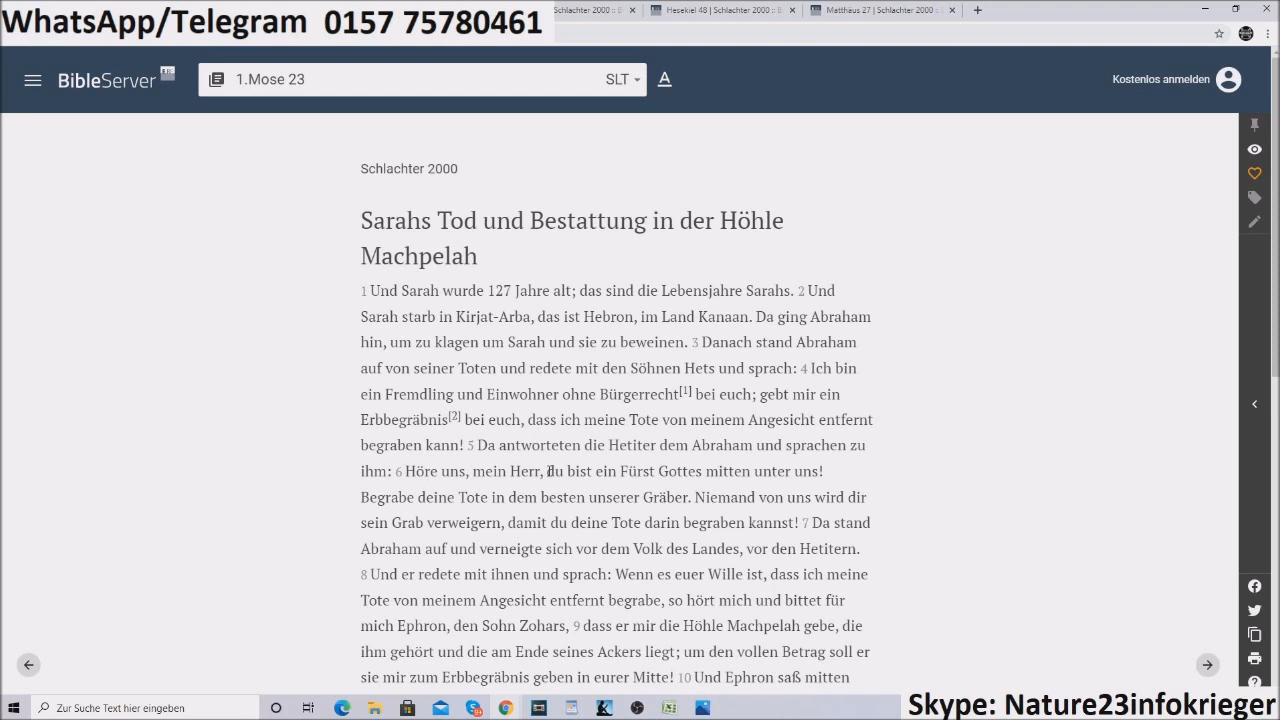 WhatsApp/Telegram 0157 75780461
Schlachter 2000 ::
Hesekiel 48 | Schlachter 2000 ::
Matthäus 27 | Schlachter 2000 ::
BibleServer
1.Mose 23
SLT
A
Kostenlos anmelden
Schlachter 2000
Sarahs Tod und Bestattung in der Höhle
Machpelah
1 Und Sarah wurde 127 Jahre alt; das sind die Lebensjahre Sarahs. 2 Und
Sarah starb in Kirjat-Arba, das ist Hebron, im Land Kanaan. Da ging Abraham
hin, um zu klagen um Sarah und sie zu beweinen. 3 Danach stand Abraham
auf von seiner Toten und redete mit den Söhnen Hets und sprach: 4 Ich bin
ein Fremdling und Einwohner ohne Bürgerrecht[1] bei euch; gebt mir ein
Erbbegräbnis[2] bei euch, dass ich meine Tote von meinem Angesicht entfernt
begraben kann! 5 Da antworteten die Hetiter dem Abraham und sprachen zu
ihm: 6 Höre uns, mein Herr, du bist ein Fürst Gottes mitten unter uns!
Begrabe deine Tote in dem besten unserer Gräber. Niemand von uns wird dir
sein Grab verweigern, damit du deine Tote darin begraben kannst! 7 Da stand
Abraham auf und verneigte sich vor dem Volk des Landes, vor den Hetitern.
8 Und er redete mit ihnen und sprach: Wenn es euer Wille ist, dass ich meine
Tote von meinem Angesicht entfernt begrabe, so hört mich und bittet für
mich Ephron, den Sohn Zohars, 9 dass er mir die Höhle Machpelah gebe, die
ihm gehört und die am Ende seines Ackers liegt; um den vollen Betrag soll er
sie mir zum Erbbegräbnis geben in eurer Mitte! 10 Und Ephron saß mitten
Zur Suche Text hier eingeben
Skype: Nature23infokrieger